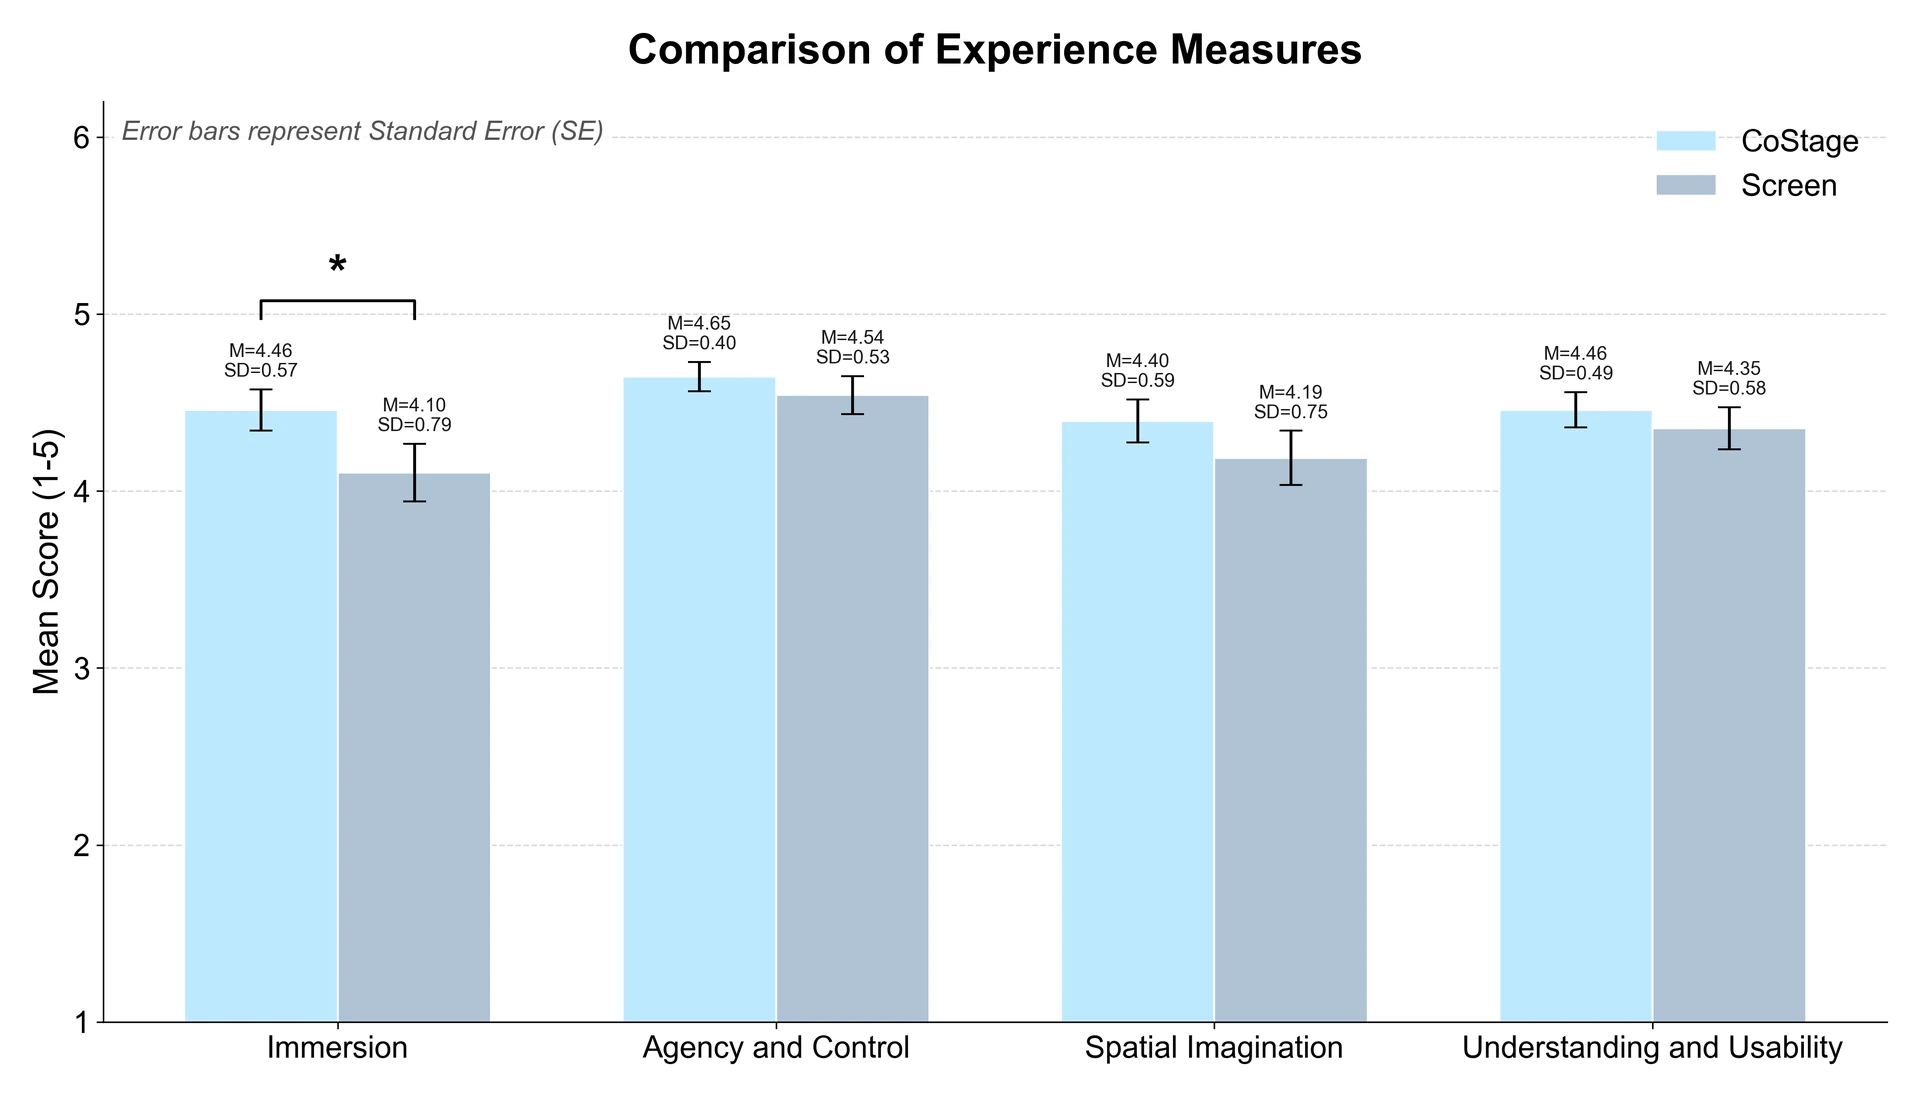 Comparison of Experience Measures
Error bars represent Standard Error (SE)
CoStage
Screen
Mean Score (1-5)
6
5
4
3
2
1
*
M=4.46
SD=0.57
M=4.10
SD=0.79
M=4.65
SD=0.40
M=4.54
SD=0.53
M=4.40
SD=0.59
M=4.19
SD=0.75
M=4.46
SD=0.49
M=4.35
SD=0.58
Immersion
Agency and Control
Spatial Imagination
Understanding and Usability